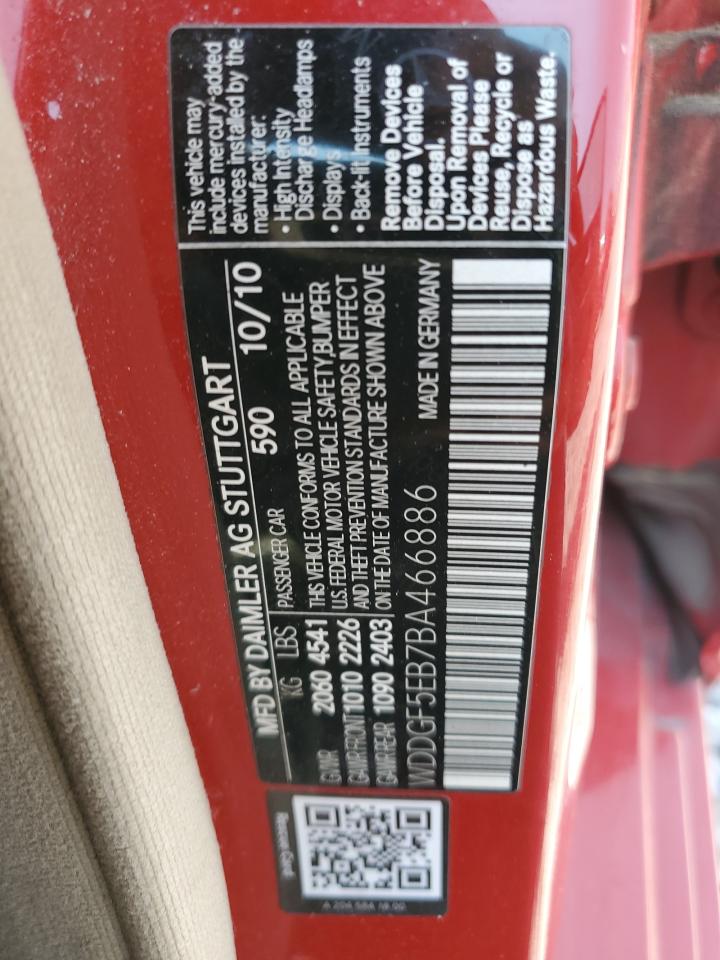 MFD BY DAIMLER AG STUTTGART
KG LBS PASSENGER CAR 590 10/10
GVWR 2060 4541
GAWR FRONT 1010 2226
GAWR REAR 1090 2403
THIS VEHICLE CONFORMS TO ALL APPLICABLE
U.S. FEDERAL MOTOR VEHICLE SAFETY,BUMPER
AND THEFT PREVENTION STANDARDS IN EFFECT
ON THE DATE OF MANUFACTURE SHOWN ABOVE
WDDGF5EB7BA466886 MADE IN GERMANY
This vehicle may
include mercury-added
devices installed by the
manufacturer:
• High Intensity
Discharge Headlamps
• Displays
• Back-lit Instruments
Remove Devices
Before Vehicle
Disposal.
Upon Removal of
Devices Please
Reuse, Recycle or
Dispose as
Hazardous Waste.
Rescue Card
A 204 584